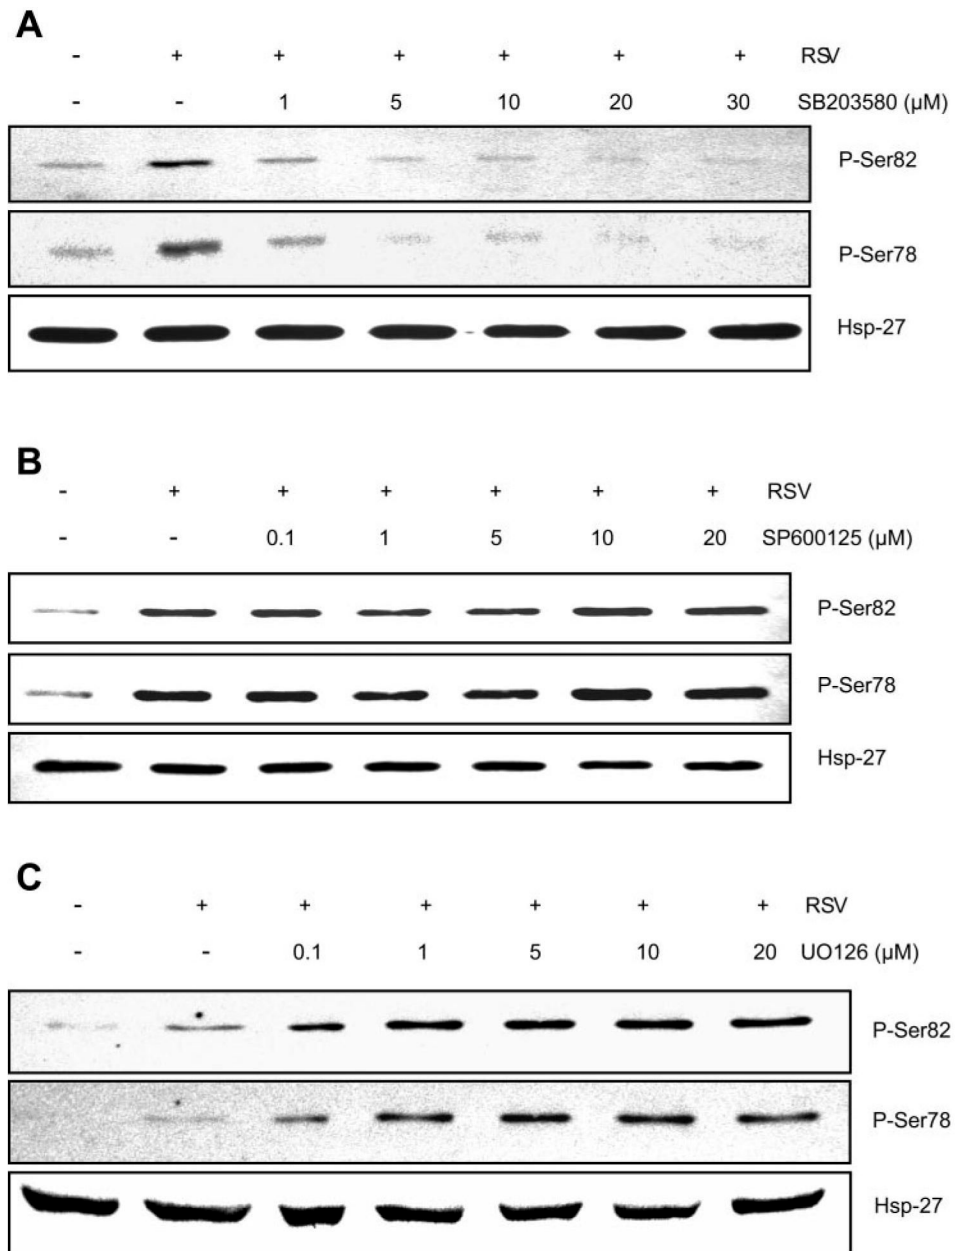 A
- + + + + + + RSV
- - 1 5 10 20 30 SB203580 (µM)
P-Ser82
P-Ser78
Hsp-27
B
- + + + + + + RSV
- - 0.1 1 5 10 20 SP600125 (µM)
P-Ser82
P-Ser78
Hsp-27
C
- + + + + + + RSV
- - 0.1 1 5 10 20 UO126 (µM)
P-Ser82
P-Ser78
Hsp-27